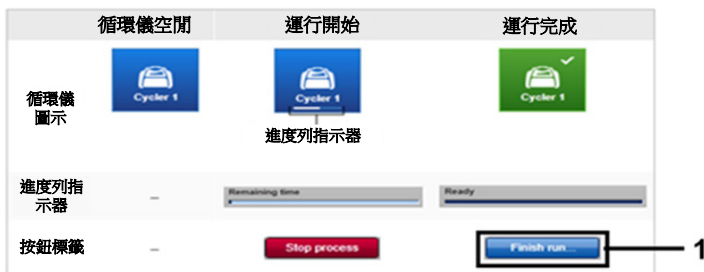 循環儀空閒 運行開始 運行完成
循環儀
圖示
Cycler 1 Cycler 1 Cycler 1
進度列指示器
進度列指
示器
– Remaining time Ready
按鈕標籤 – Stop process Finish run... 1